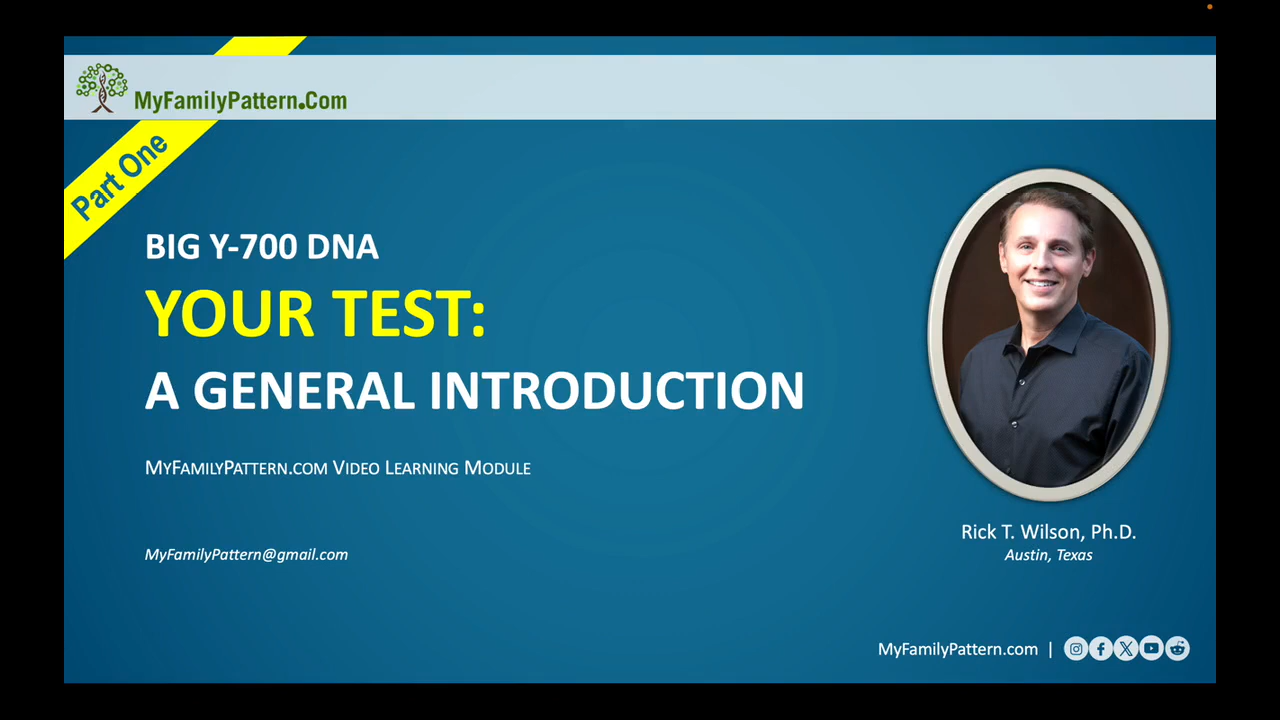 MyFamilyPattern.Com
Part One
BIG Y-700 DNA
YOUR TEST:
A GENERAL INTRODUCTION
MyFamilyPattern.com Video Learning Module
MyFamilyPattern@gmail.com
Rick T. Wilson, Ph.D.
Austin, Texas
MyFamilyPattern.com |